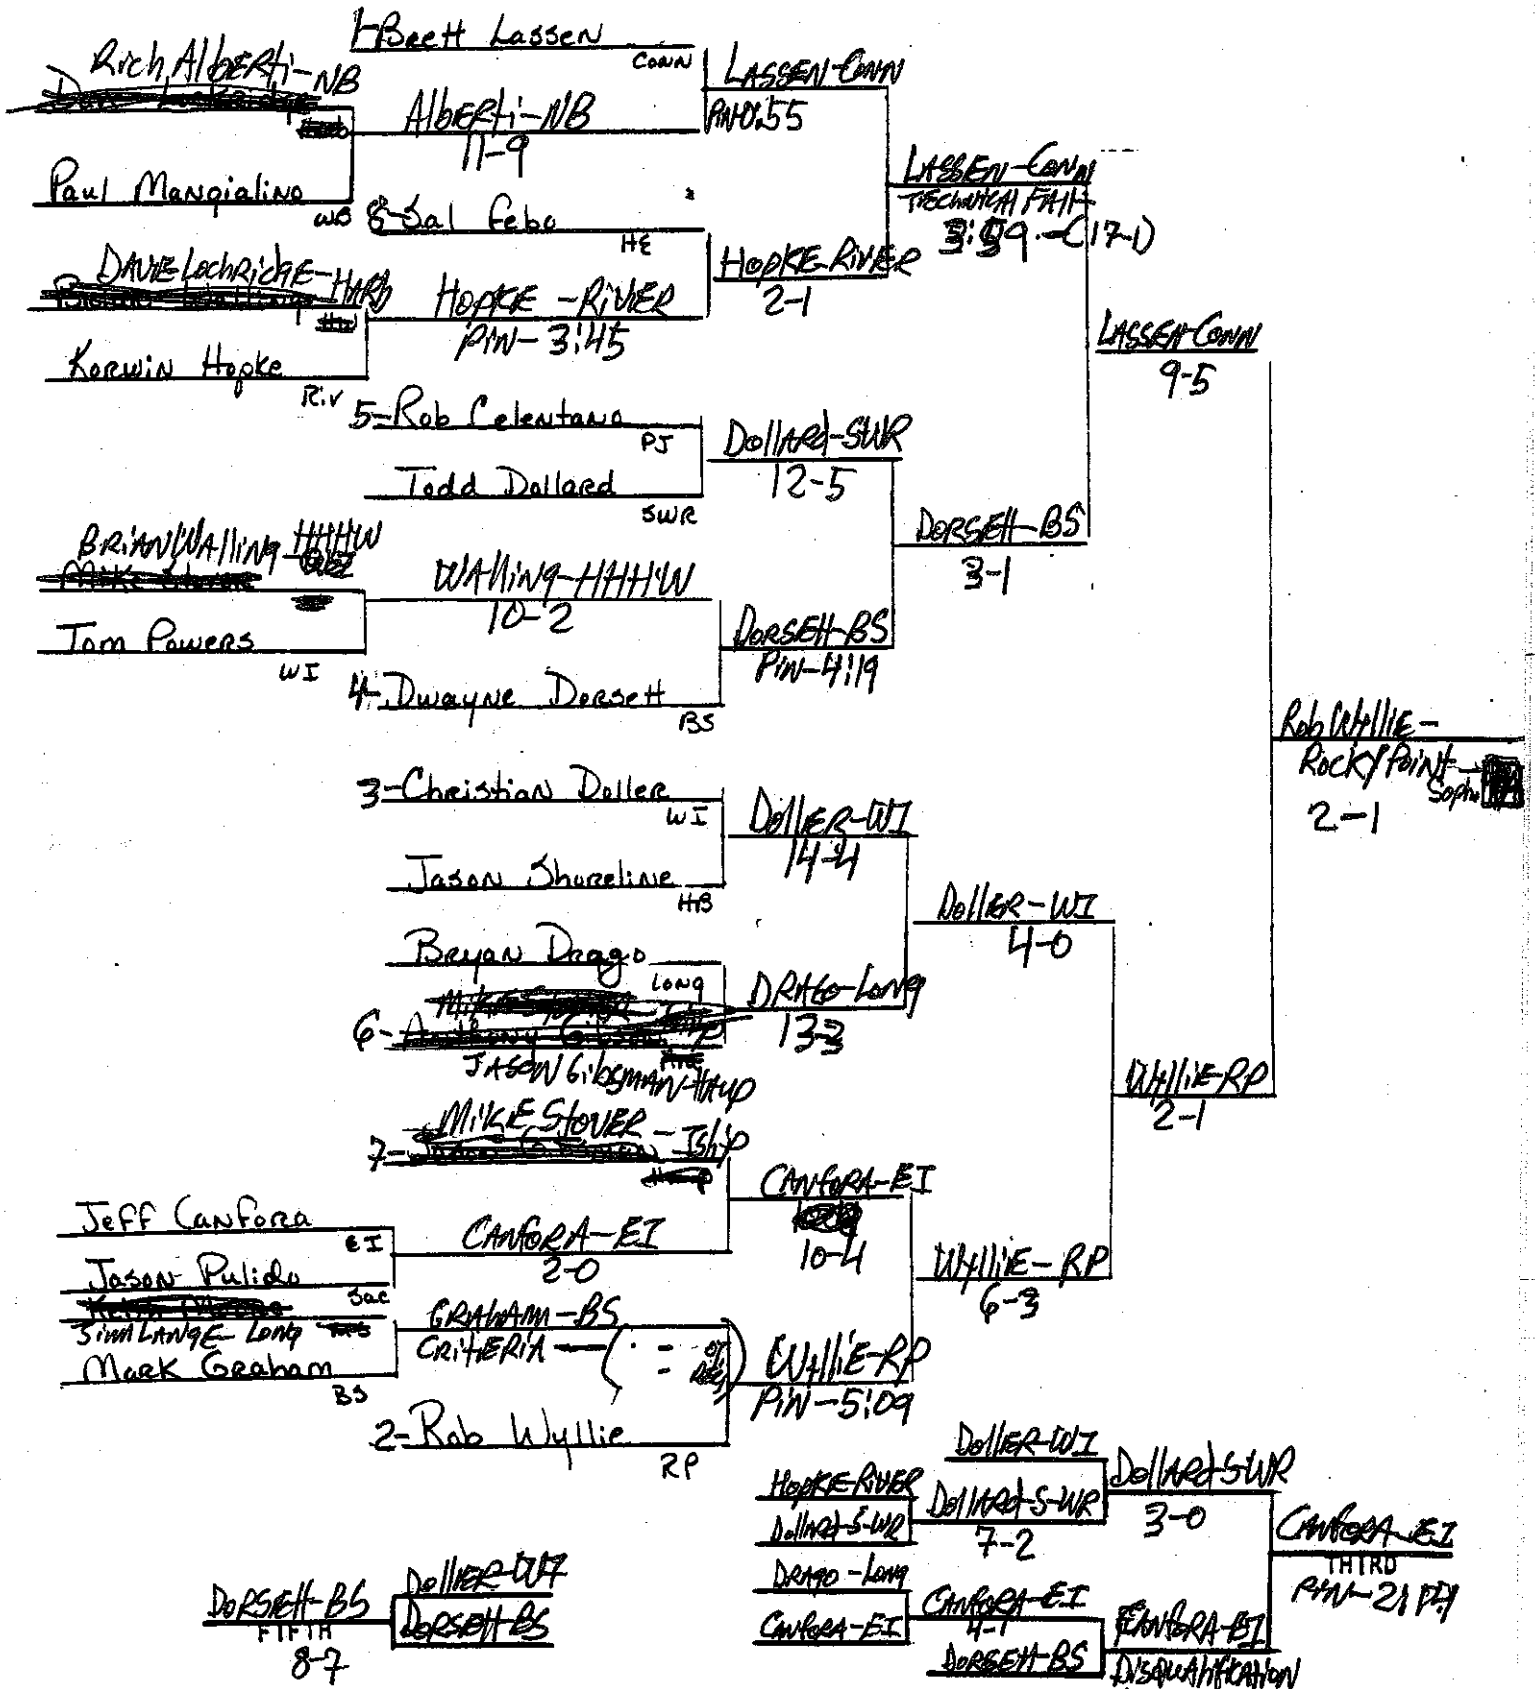 1-Brett Lassen
CONN
Rich Alberti-NB
LASSEN-CONN
PIN-0:55
AlbERti-NB
11-9
Paul Mangialino
WB
LASSEN-CONN
TECHNICAL FALL
3:59-(17-1)
8-Sal Febo
HE
DAVE LochRidge-HARB
HOPKE-RIVER
2-1
HOPKE-RIVER
PiN-3:45
Korwin Hopke
Riv
LASSEN-CONN
9-5
5-Rob Celentano
PJ
DollARd-SWR
12-5
Todd Dollard
SWR
BRiAN WAlliNg-HHHW
DORSEtt-BS
3-1
WAlliNg-HHHW
10-2
Tom Powers
WI
DORSEtt-BS
PiN-4:19
4-Dwayne Dorsett
BS
Rob WylliE-
ROCKY POiNt-
Soph
2-1
3-Christian Doller
WI
DollER-WI
14-4
Jason Shoreline
HB
DollER-WI
4-0
Bryan Drago
LONg
DRAgo-LONg
13-3
6-
JASON GibsMAN-HAUP
WylliE-RP
2-1
MikE StovER-IshP
7-
CANfoRA-EI
10-4
Jeff Canfora
EI
CANfoRA-EI
2-0
Jason Pulido
Sac
WylliE-RP
6-3
JiM LANgE LONg
GRAhAM-BS
CRitERiA
Mark Graham
BS
WylliE-RP
PiN-5:09
2-Rob Wyllie
RP
DollER-WI
HopkE-RivER
DollARd-SWR
DollARd-S-WR
DollARd-S-WR
7-2
3-0
CANfoRA-EI
THIRD
DRAgo-LONg
DORSEtt-BS
FIFTH
8-7
DollER-WI
DORSEtt-BS
CANfoRA-EI
CANfoRA-EI
4-1
CANfoRA-EI
DORSEtt-BS
DisquAlificAtioN